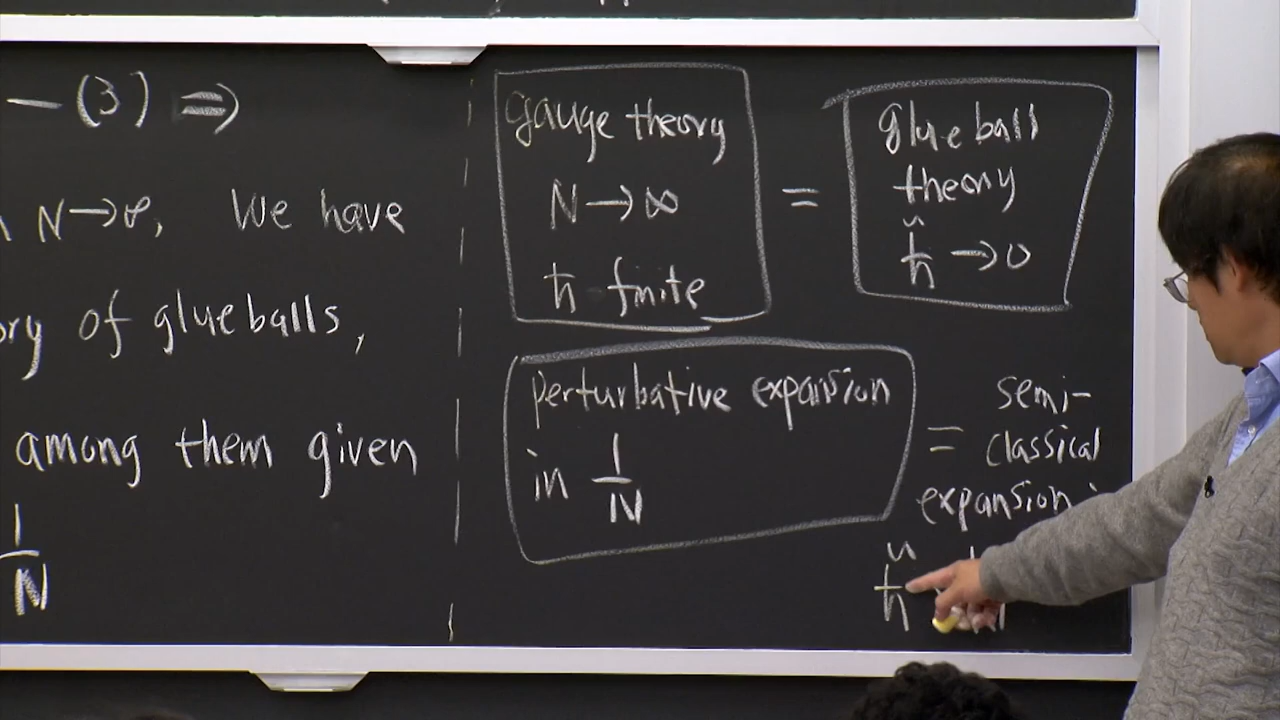 — (3) ⇒
N→∞, We have
ory of glueballs,
among them given
1/N
gauge theory
N→∞
ħ finite
=
glueball
theory
"ħ" → 0
perturbative expansion
in 1/N
=
semi-
classical
expansion
"ħ